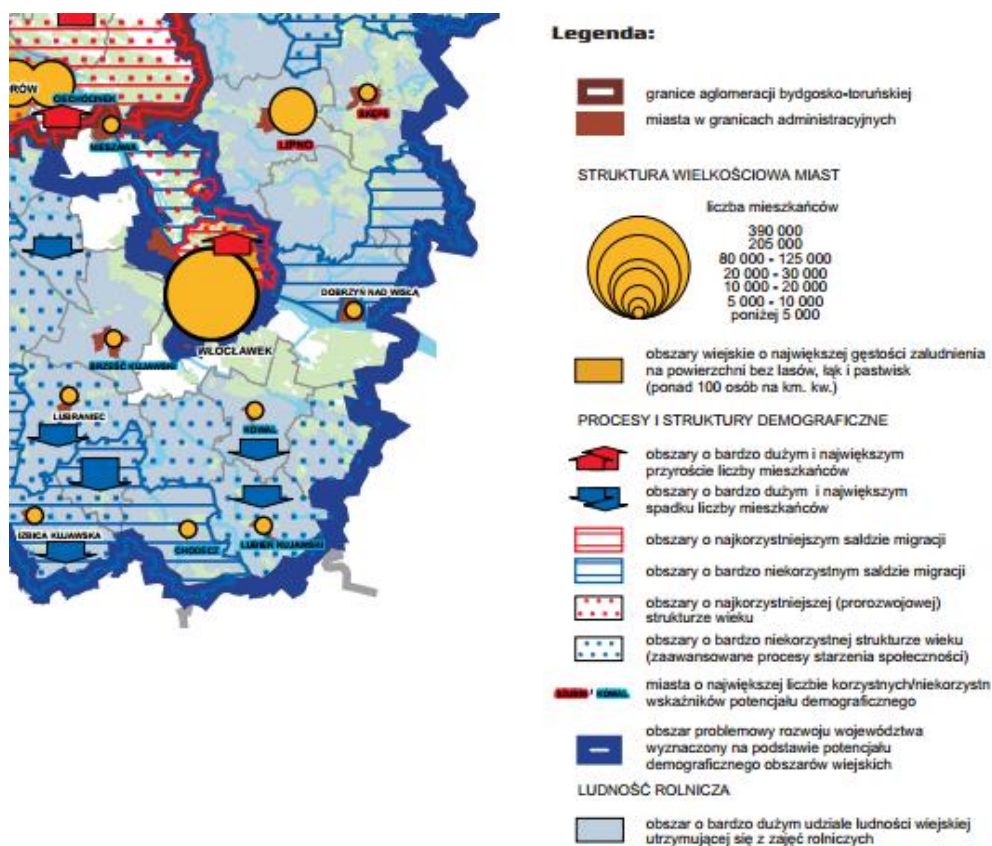 Legenda:
granice aglomeracji bydgosko-toruńskiej
miasta w granicach administracyjnych
STRUKTURA WIELKOŚCIOWA MIAST
liczba mieszkańców
390 000
205 000
80 000 - 125 000
20 000 - 30 000
10 000 - 20 000
5 000 - 10 000
poniżej 5 000
obszary wiejskie o największej gęstości zaludnienia
na powierzchni bez lasów, łąk i pastwisk
(ponad 100 osób na km. kw.)
PROCESY I STRUKTURY DEMOGRAFICZNE
obszary o bardzo dużym i największym
przyroście liczby mieszkańców
obszary o bardzo dużym i największym
spadku liczby mieszkańców
obszary o najkorzystniejszym saldzie migracji
obszary o bardzo niekorzystnym saldzie migracji
obszary o najkorzystniejszej (prorozwojowej)
strukturze wieku
obszary o bardzo niekorzystnej strukturze wieku
(zaawansowane procesy starzenia społeczności)
KOWAL
miasta o największej liczbie korzystnych/niekorzystn
wskaźników potencjału demograficznego
obszar problemowy rozwoju województwa
wyznaczony na podstawie potencjału
demograficznego obszarów wiejskich
LUDNOŚĆ ROLNICZA
obszar o bardzo dużym udziale ludności wiejskiej
utrzymującej się z zajęć rolniczych
ORÓW
CIECHOCINEK
NIESZAWA
LIPNO
SKĘPE
DOBRZYŃ NAD WISŁĄ
WŁOCŁAWEK
BRZEŚĆ KUJAWSKI
LUBRANIEC
KOWAL
IZBICA KUJAWSKA
CHODECZ
LUBIEŃ KUJAWSKI